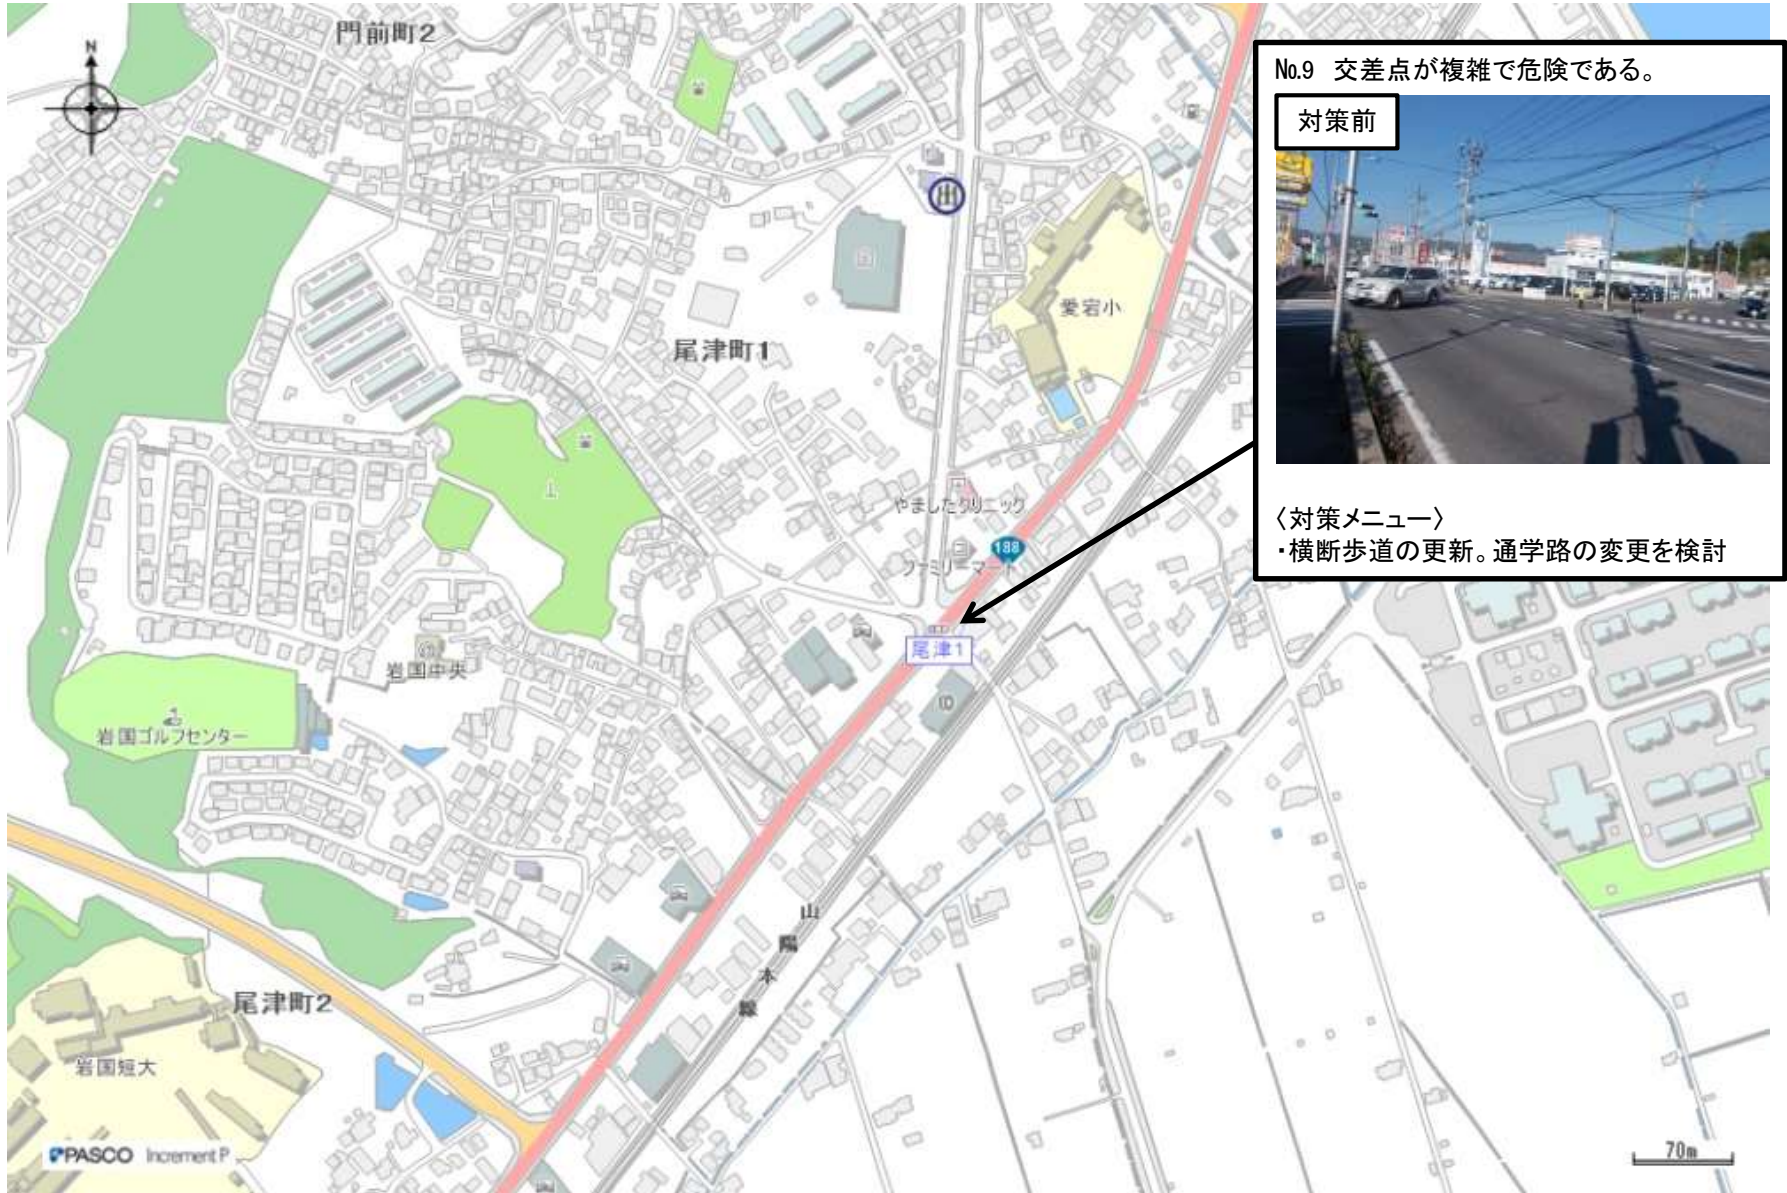 門前町2
N
No.9 交差点が複雑で危険である。
対策前
愛宕小
尾津町1
やましたクリニック
188
ファミリーマート
〈対策メニュー〉
・横断歩道の更新。通学路の変更を検討
尾津1
岩国中央
岩国ゴルフセンター
山陽本線
尾津町2
岩国短大
PASCO Increment P
70m